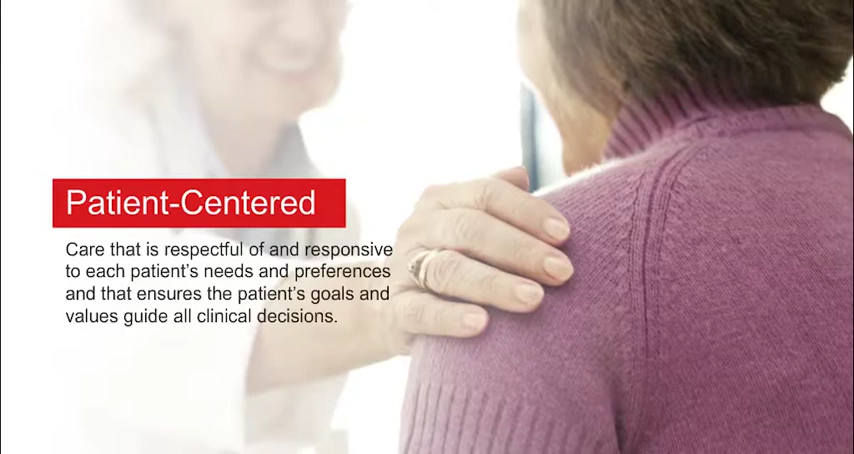 Patient-Centered
Care that is respectful of and responsive
to each patient's needs and preferences
and that ensures the patient's goals and
values guide all clinical decisions.